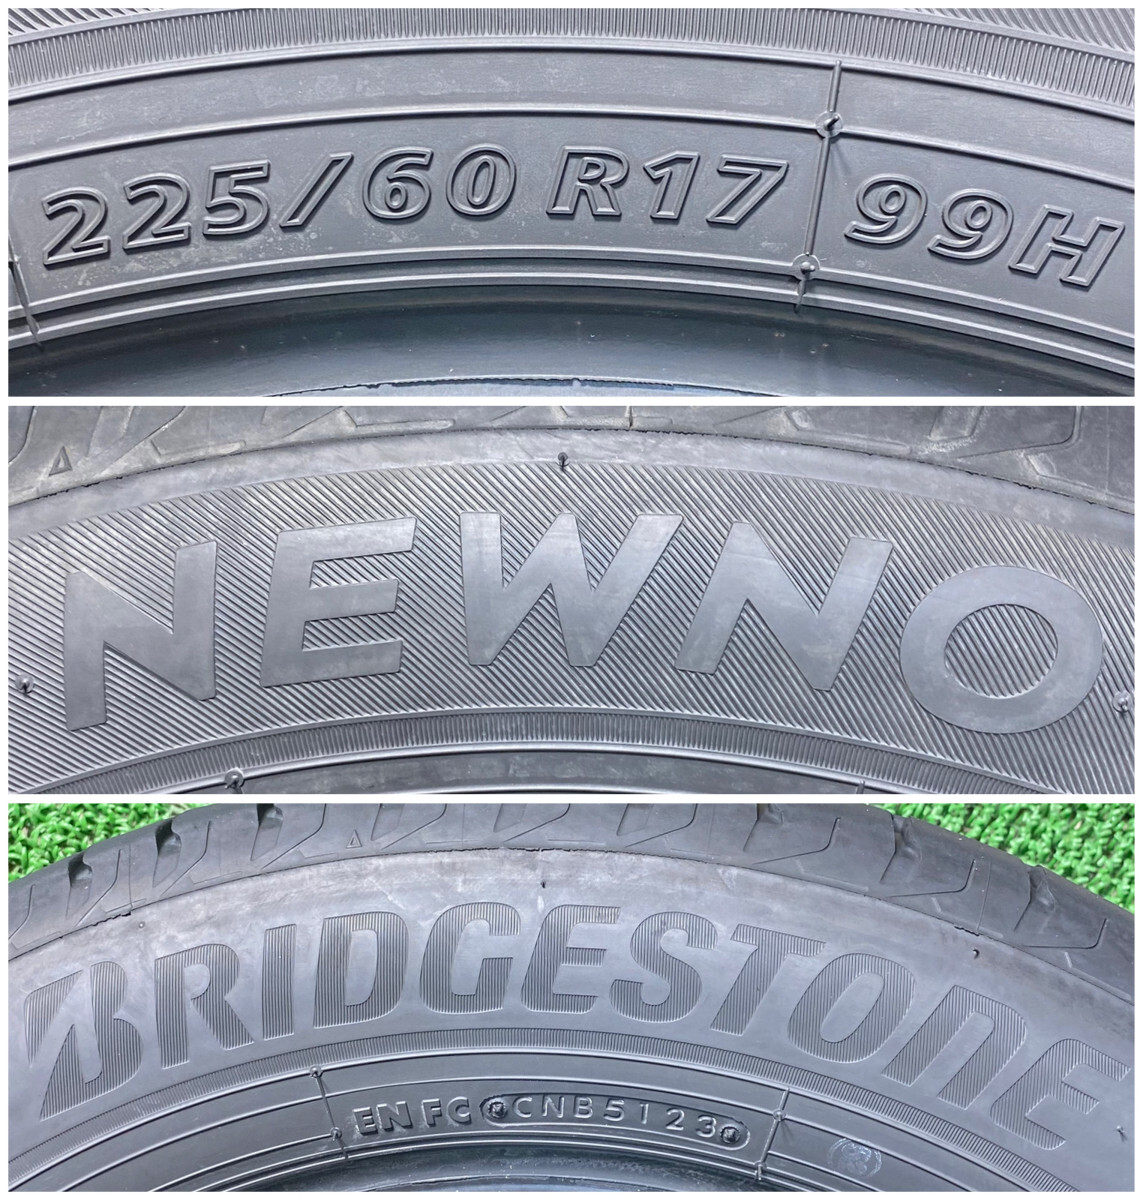 225/60 R17 99H
NEWNO
BRIDGESTONE
EN FC CNB5123